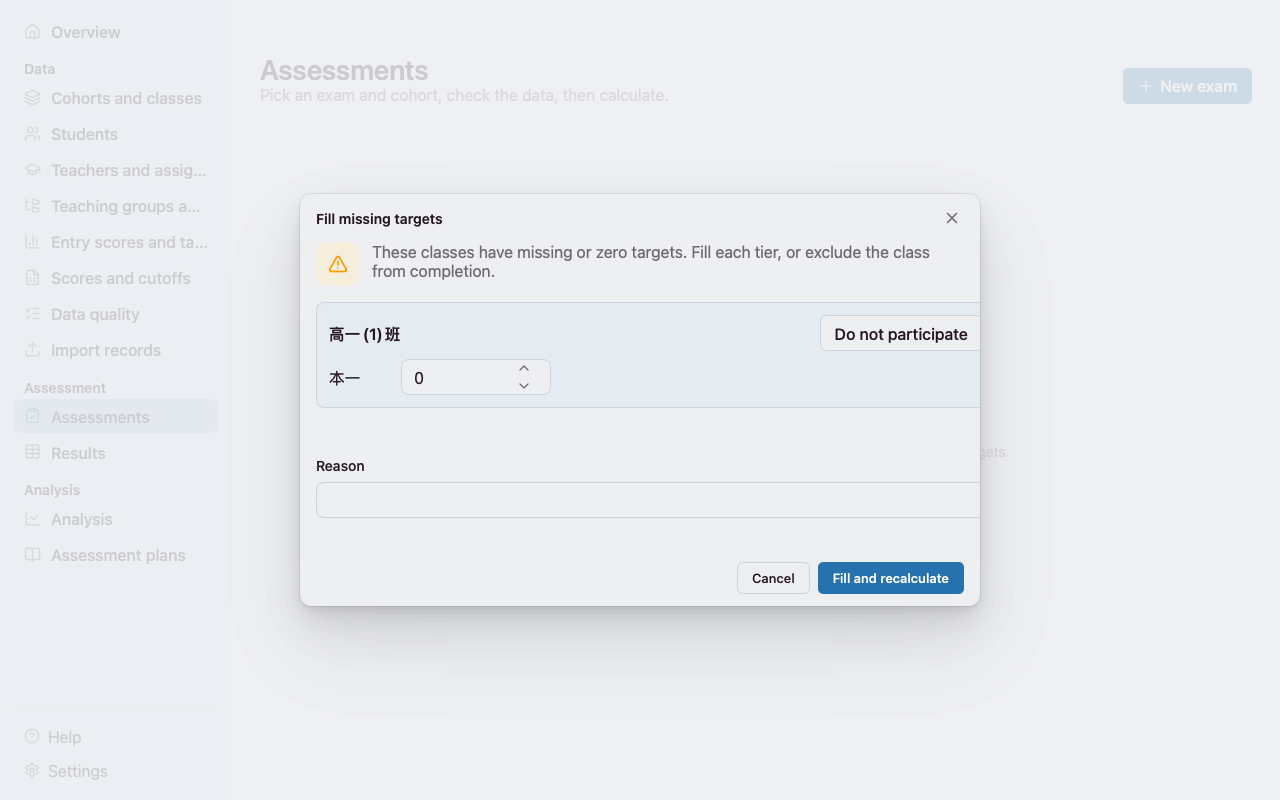 Overview
Data
Cohorts and classes
Students
Teachers and assig...
Teaching groups a...
Entry scores and ta...
Scores and cutoffs
Data quality
Import records
Assessment
Assessments
Results
Analysis
Analysis
Assessment plans
Help
Settings
Assessments
Pick an exam and cohort, check the data, then calculate.
New exam
Fill missing targets
These classes have missing or zero targets. Fill each tier, or exclude the class
from completion.
高一 (1) 班
Do not participate
本一
0
gets.
Reason
Cancel
Fill and recalculate